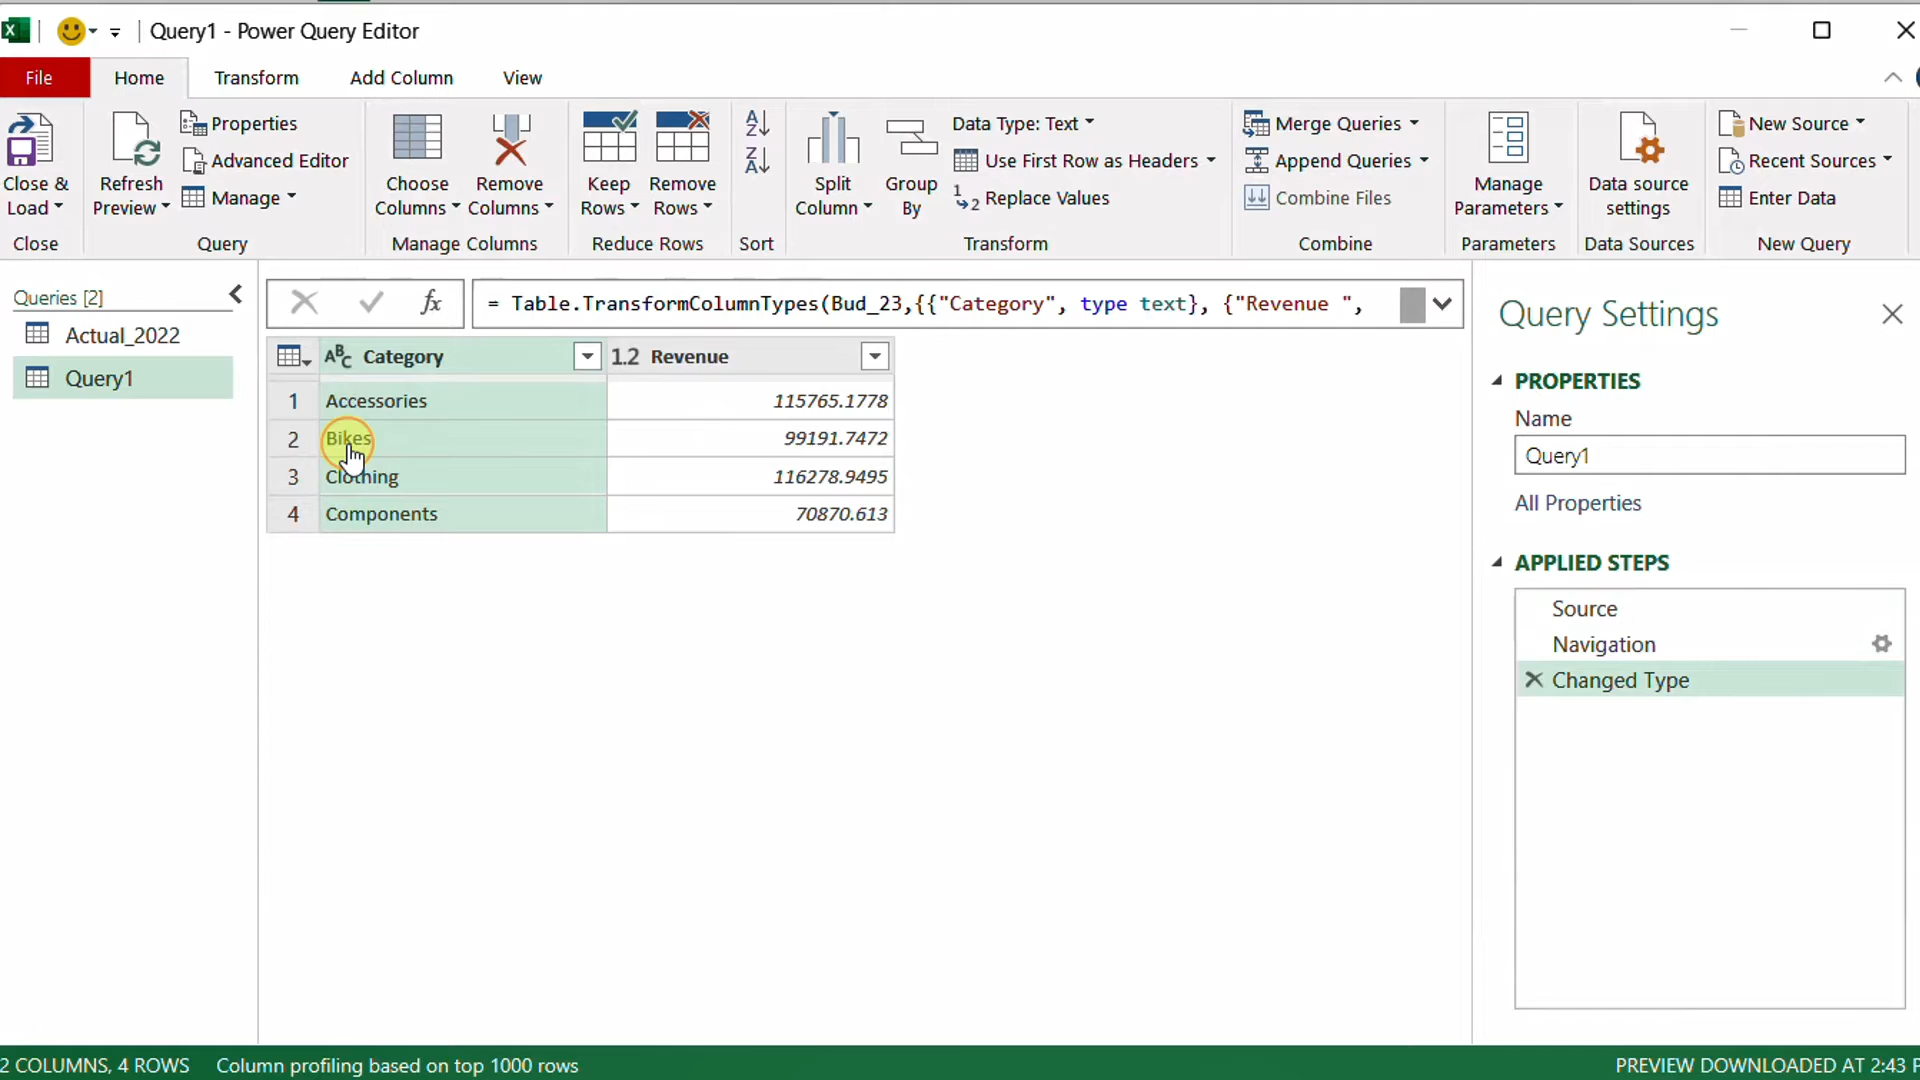 Query1 - Power Query Editor
File
Home
Transform
Add Column
View
Close &
Load
Close
Refresh
Preview
Properties
Advanced Editor
Manage
Query
Choose
Columns
Remove
Columns
Manage Columns
Keep
Rows
Remove
Rows
Reduce Rows
Sort
Split
Column
Group
By
Data Type: Text
Use First Row as Headers
Replace Values
Transform
Merge Queries
Append Queries
Combine Files
Combine
Manage
Parameters
Parameters
Data source
settings
Data Sources
New Source
Recent Sources
Enter Data
New Query
Queries [2]
Actual_2022
Query1
fx
= Table.TransformColumnTypes(Bud_23,{{"Category", type text}, {"Revenue ",
ABC Category
1.2 Revenue
1 Accessories 115765.1778
2 Bikes 99191.7472
3 Clothing 116278.9495
4 Components 70870.613
Query Settings
PROPERTIES
Name
Query1
All Properties
APPLIED STEPS
Source
Navigation
Changed Type
2 COLUMNS, 4 ROWS
Column profiling based on top 1000 rows
PREVIEW DOWNLOADED AT 2:43 P